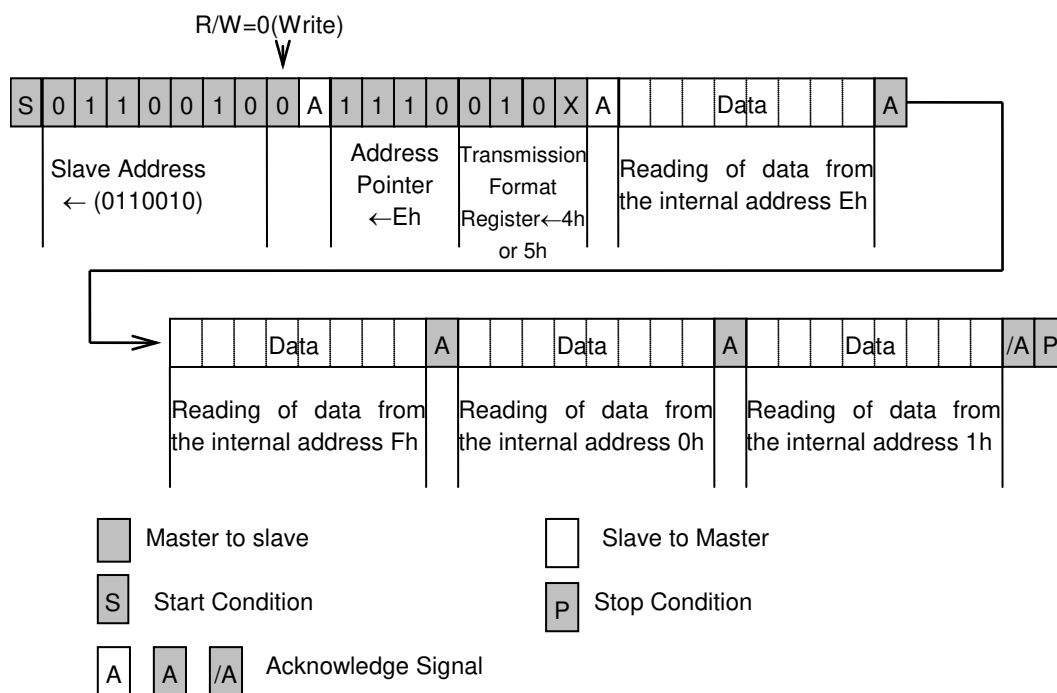 R/W=0(Write)
S 0 1 1 0 0 1 0 0 A 1 1 1 0 0 1 0 X A Data A
Slave Address
← (0110010)
Address
Pointer
←Eh
Transmission
Format
Register←4h
or 5h
Reading of data from
the internal address Eh
Data A Data A Data /A P
Reading of data from
the internal address Fh
Reading of data from
the internal address 0h
Reading of data from
the internal address 1h
Master to slave
Slave to Master
S Start Condition
P Stop Condition
A A /A Acknowledge Signal